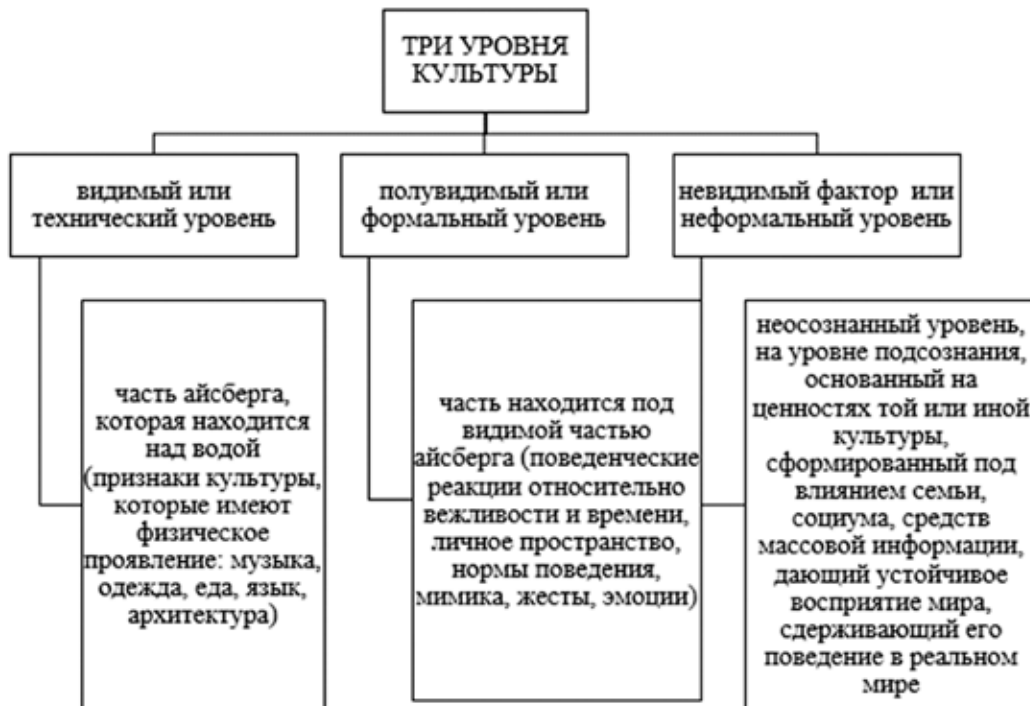 ТРИ УРОВНЯ
КУЛЬТУРЫ
видимый или
технический уровень
полувидимый или
формальный уровень
невидимый фактор или
неформальный уровень
часть айсберга,
которая находится
над водой
(признаки культуры,
которые имеют
физическое
проявление: музыка,
одежда, еда, язык,
архитектура)
часть находится под
видимой частью
айсберга (поведенческие
реакции относительно
вежливости и времени,
личное пространство,
нормы поведения,
мимика, жесты, эмоции)
неосознанный уровень,
на уровне подсознания,
основанный на
ценностях той или иной
культуры,
сформированный под
влиянием семьи,
социума, средств
массовой информации,
дающий устойчивое
восприятие мира,
сдерживающий его
поведение в реальном
мире